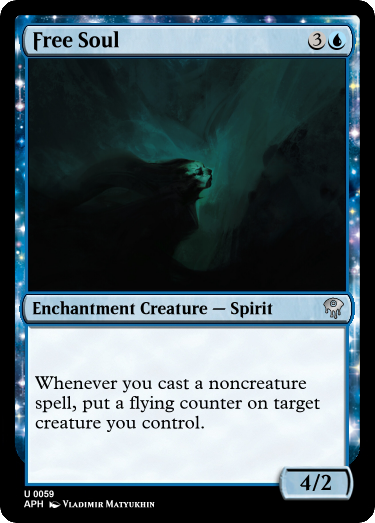 Free Soul 3
Enchantment Creature — Spirit
Whenever you cast a noncreature
spell, put a flying counter on target
creature you control.
4/2
U 0059
APH Vladimir Matyukhin